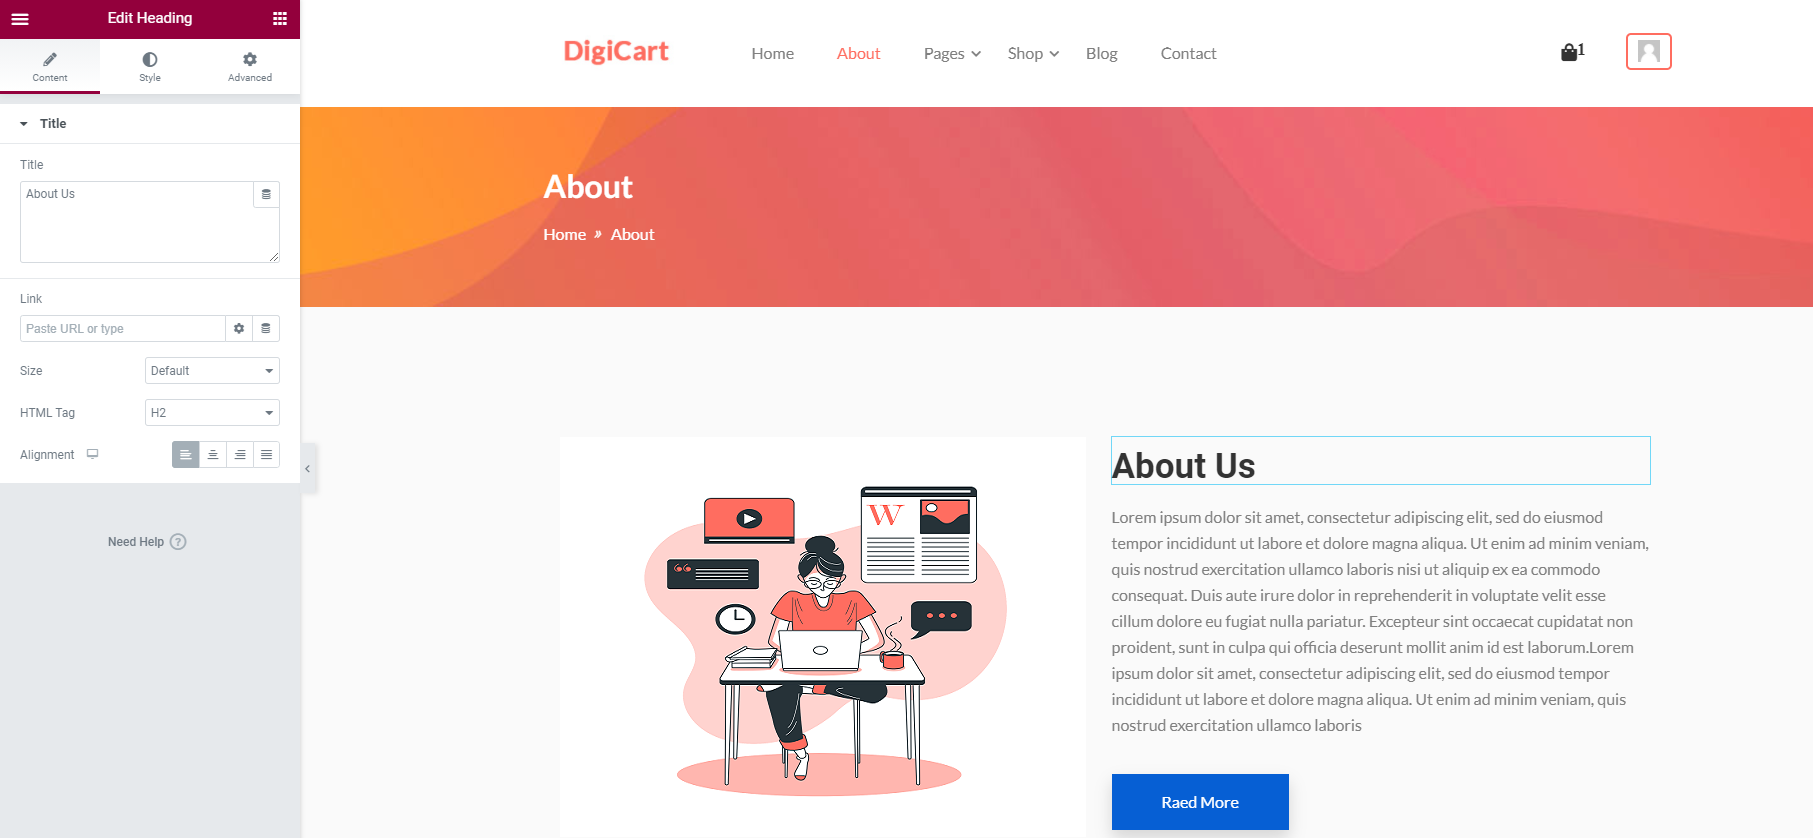 Edit Heading
Content
Style
Advanced
Title
Title
About Us
Link
Paste URL or type
Size
Default
HTML Tag
H2
Alignment
Need Help ?
DigiCart
Home
About
Pages
Shop
Blog
Contact
1
About
Home » About
W
About Us
Lorem ipsum dolor sit amet, consectetur adipiscing elit, sed do eiusmod
tempor incididunt ut labore et dolore magna aliqua. Ut enim ad minim veniam,
quis nostrud exercitation ullamco laboris nisi ut aliquip ex ea commodo
consequat. Duis aute irure dolor in reprehenderit in voluptate velit esse
cillum dolore eu fugiat nulla pariatur. Excepteur sint occaecat cupidatat non
proident, sunt in culpa qui officia deserunt mollit anim id est laborum.Lorem
ipsum dolor sit amet, consectetur adipiscing elit, sed do eiusmod tempor
incididunt ut labore et dolore magna aliqua. Ut enim ad minim veniam, quis
nostrud exercitation ullamco laboris
Raed More